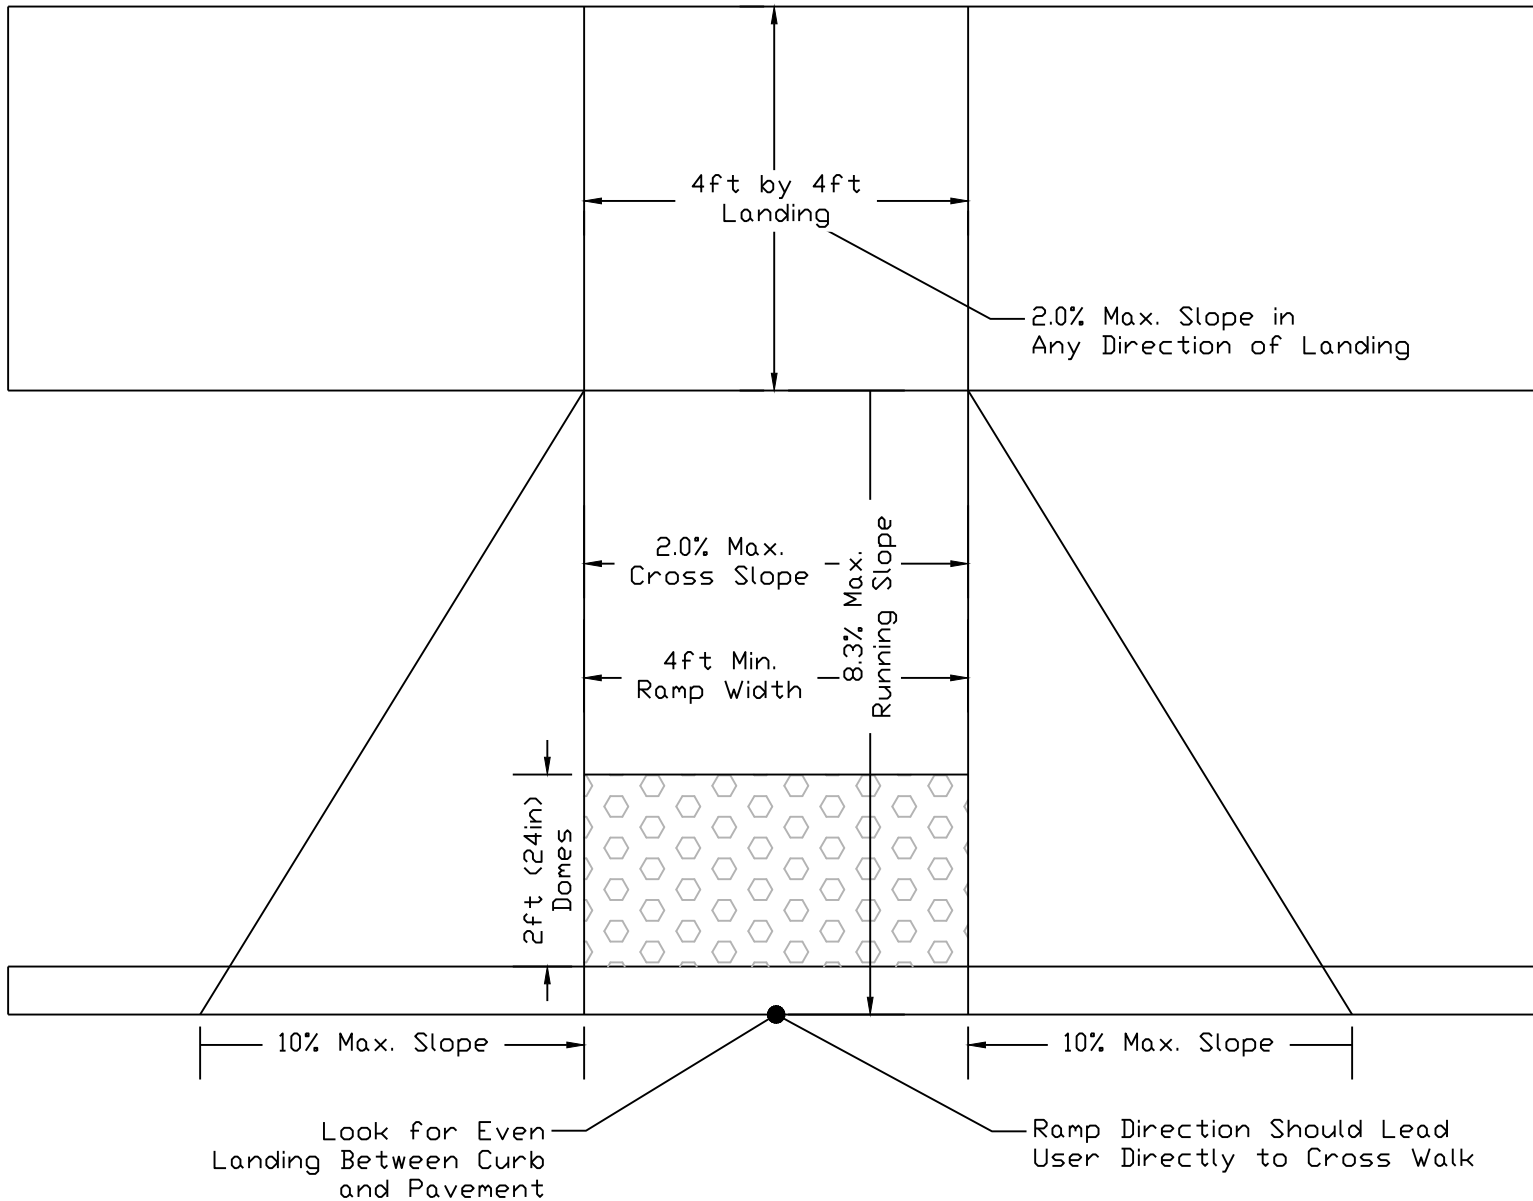 4ft by 4ft
Landing
2.0% Max. Slope in
Any Direction of Landing
2.0% Max.
Cross Slope
8.3% Max.
Running Slope
4ft Min.
Ramp Width
2ft (24in)
Domes
10% Max. Slope
10% Max. Slope
Look for Even
Landing Between Curb
and Pavement
Ramp Direction Should Lead
User Directly to Cross Walk